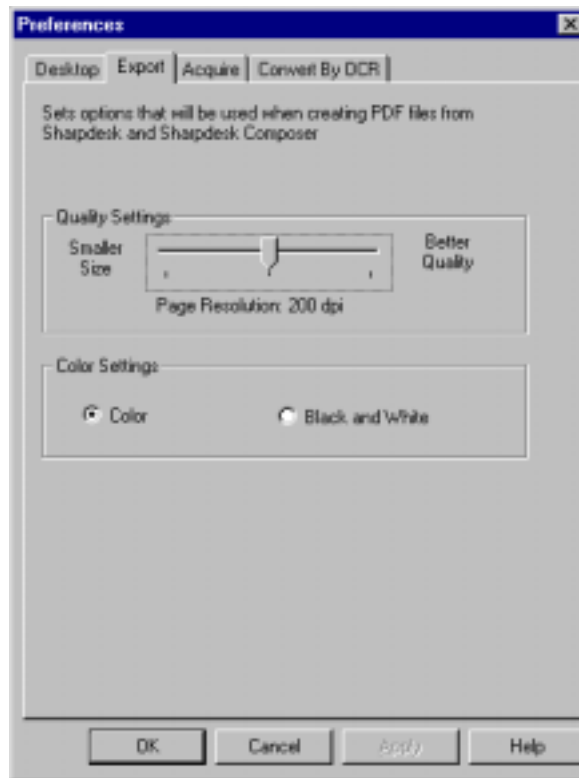 Preferences
Desktop Export Acquire Convert By OCR
Sets options that will be used when creating PDF files from
Sharpdesk and Sharpdesk Composer
Quality Settings
Smaller Size
Better Quality
Page Resolution: 200 dpi
Color Settings
Color Black and White
OK Cancel Apply Help